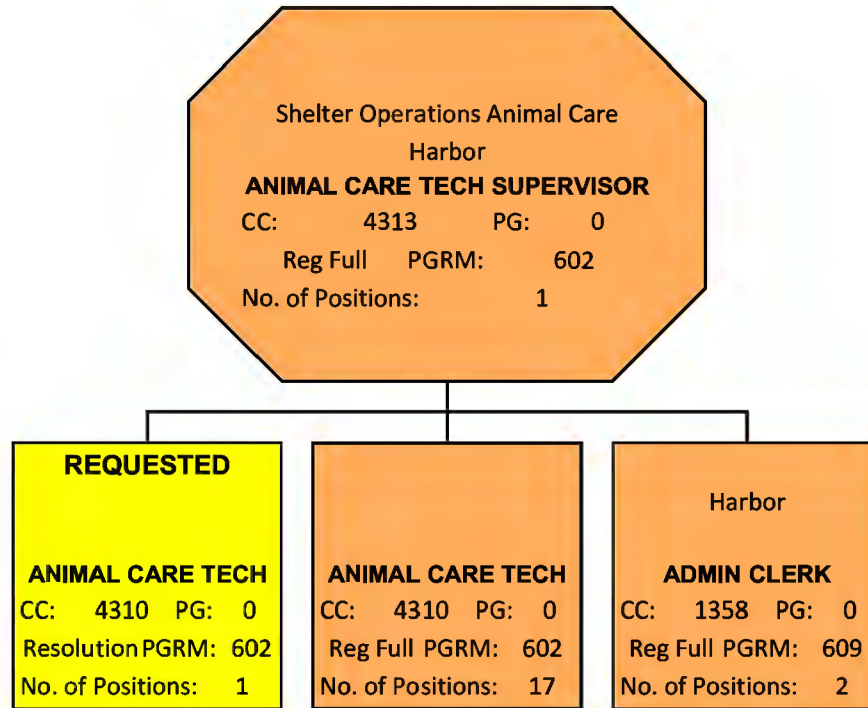 Shelter Operations Animal Care
Harbor
ANIMAL CARE TECH SUPERVISOR
CC: 4313 PG: 0
Reg Full PGRM: 602
No. of Positions: 1
REQUESTED
ANIMAL CARE TECH
CC: 4310 PG: 0
Resolution PGRM: 602
No. of Positions: 1
ANIMAL CARE TECH
CC: 4310 PG: 0
Reg Full PGRM: 602
No. of Positions: 17
Harbor
ADMIN CLERK
CC: 1358 PG: 0
Reg Full PGRM: 609
No. of Positions: 2